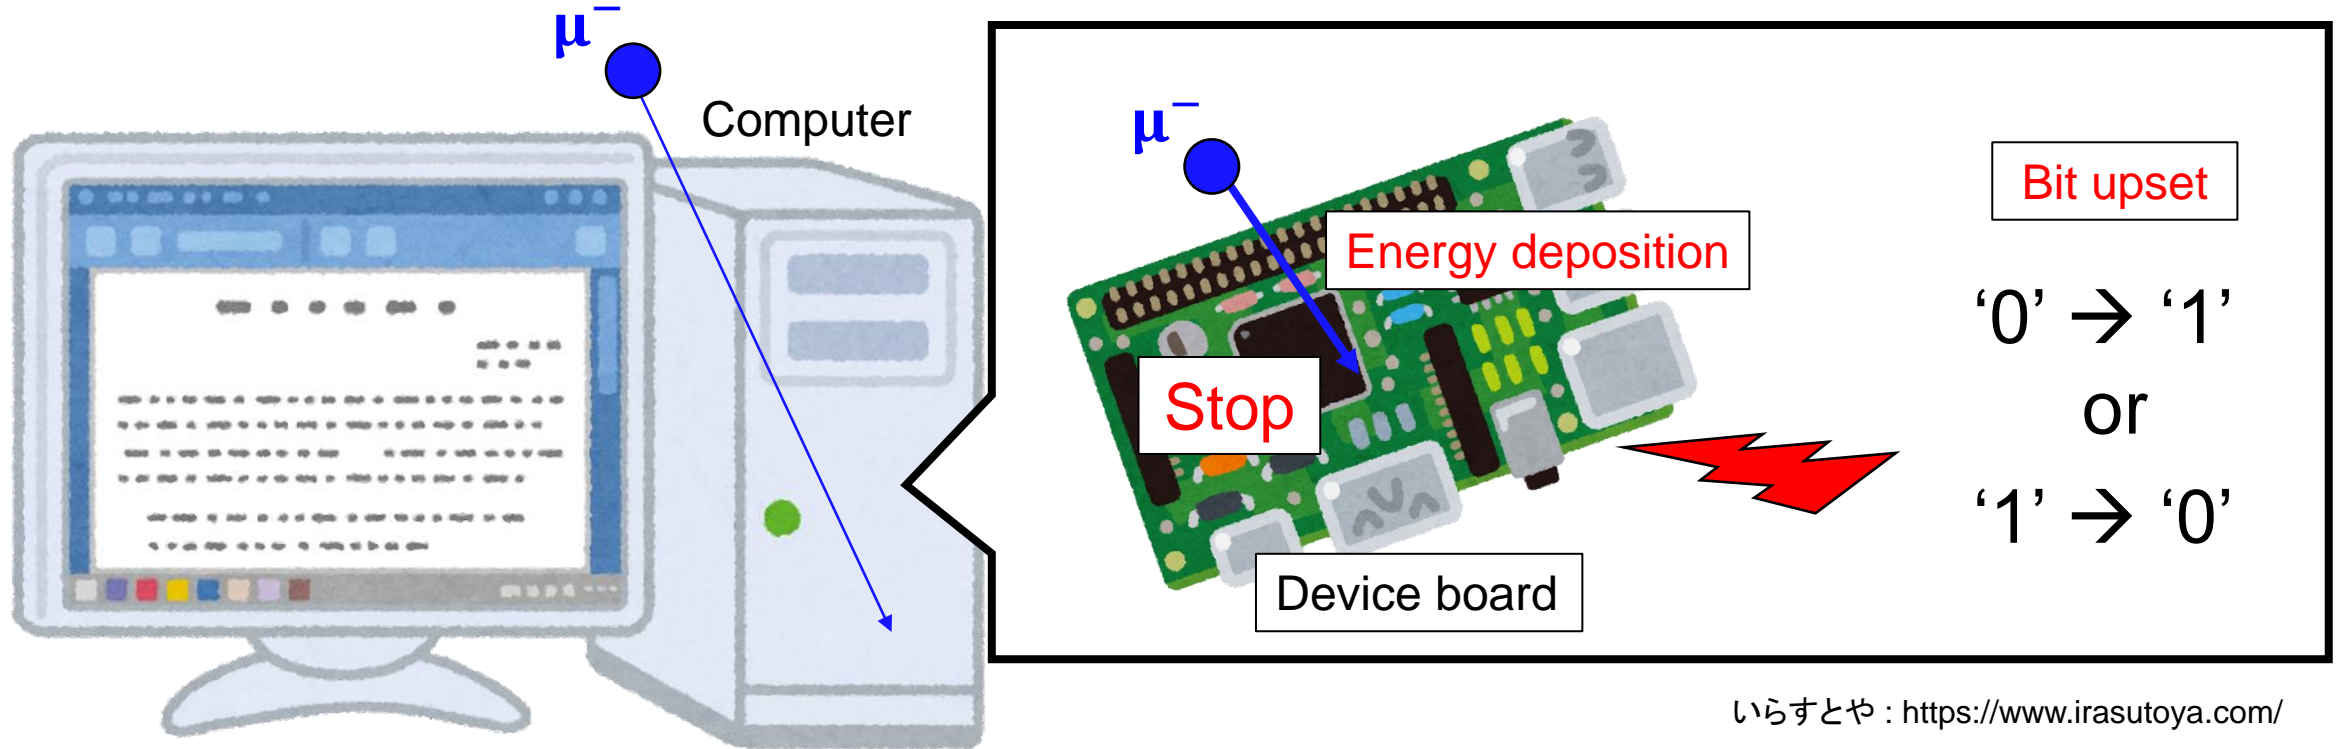 μ⁻
Computer
μ⁻
Energy deposition
Stop
Device board
Bit upset
‘0’ → ‘1’
or
‘1’ → ‘0’
いらすとや : https://www.irasutoya.com/